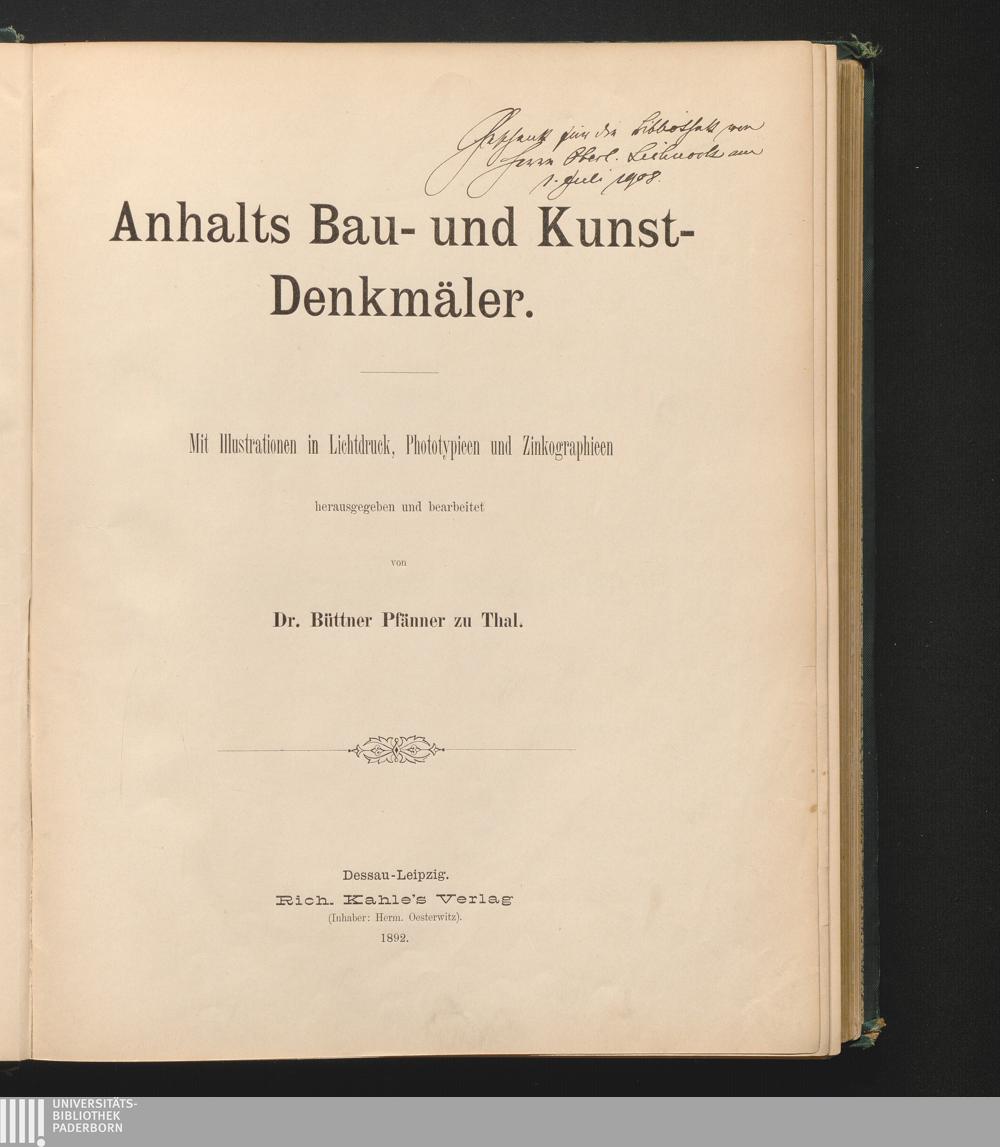 Geschenk für die Bibliothek von
Herrn Oberl. am
1. Juli 1908.
Anhalts Bau- und Kunst-
Denkmäler.
Mit Illustrationen in Lichtdruck, Phototypieen und Zinkographieen
herausgegeben und bearbeitet
von
Dr. Büttner Pfänner zu Thal.
Dessau-Leipzig.
Rich. Kahle's Verlag
(Inhaber: Herm. Oesterwitz).
1892.
UNIVERSITÄTS-
BIBLIOTHEK
PADERBORN